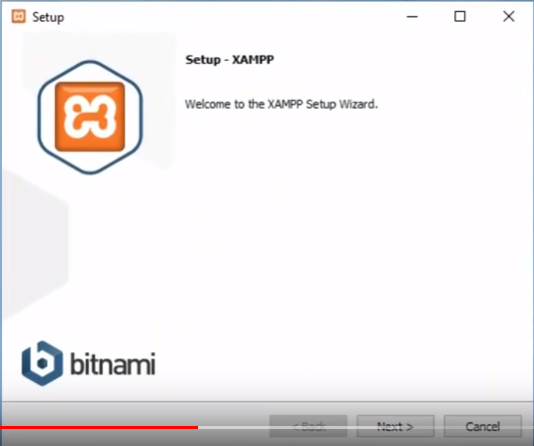 Setup
Setup - XAMPP
Welcome to the XAMPP Setup Wizard.
bitnami
< Back
Next >
Cancel